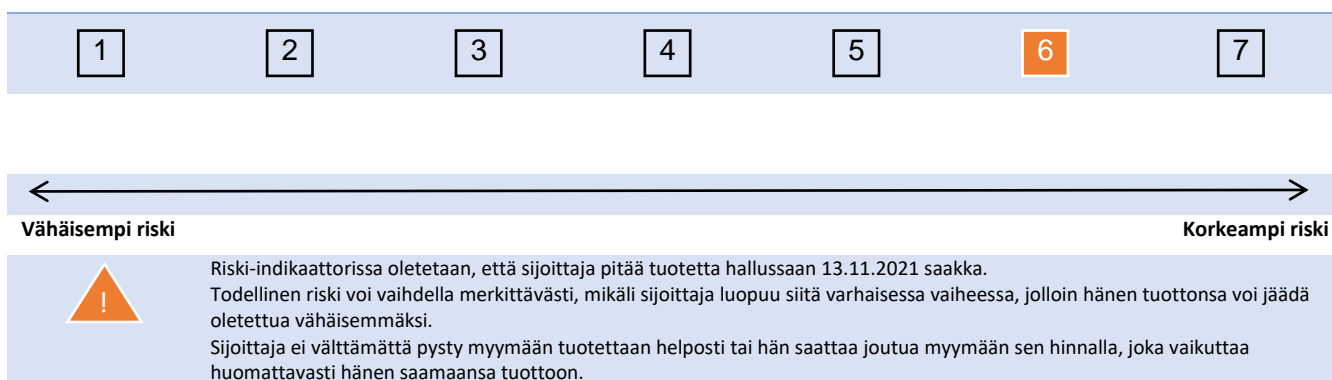 1 2 3 4 5 6 7
Vähäisempi riski Korkeampi riski
! Riski-indikaattorissa oletetaan, että sijoittaja pitää tuotetta hallussaan 13.11.2021 saakka.
Todellinen riski voi vaihdella merkittävästi, mikäli sijoittaja luopuu siitä varhaisessa vaiheessa, jolloin hänen tuottonsa voi jäädä
oletettua vähäisemmäksi.
Sijoittaja ei välttämättä pysty myymään tuotettaan helposti tai hän saattaa joutua myymään sen hinnalla, joka vaikuttaa
huomattavasti hänen saamaansa tuottoon.